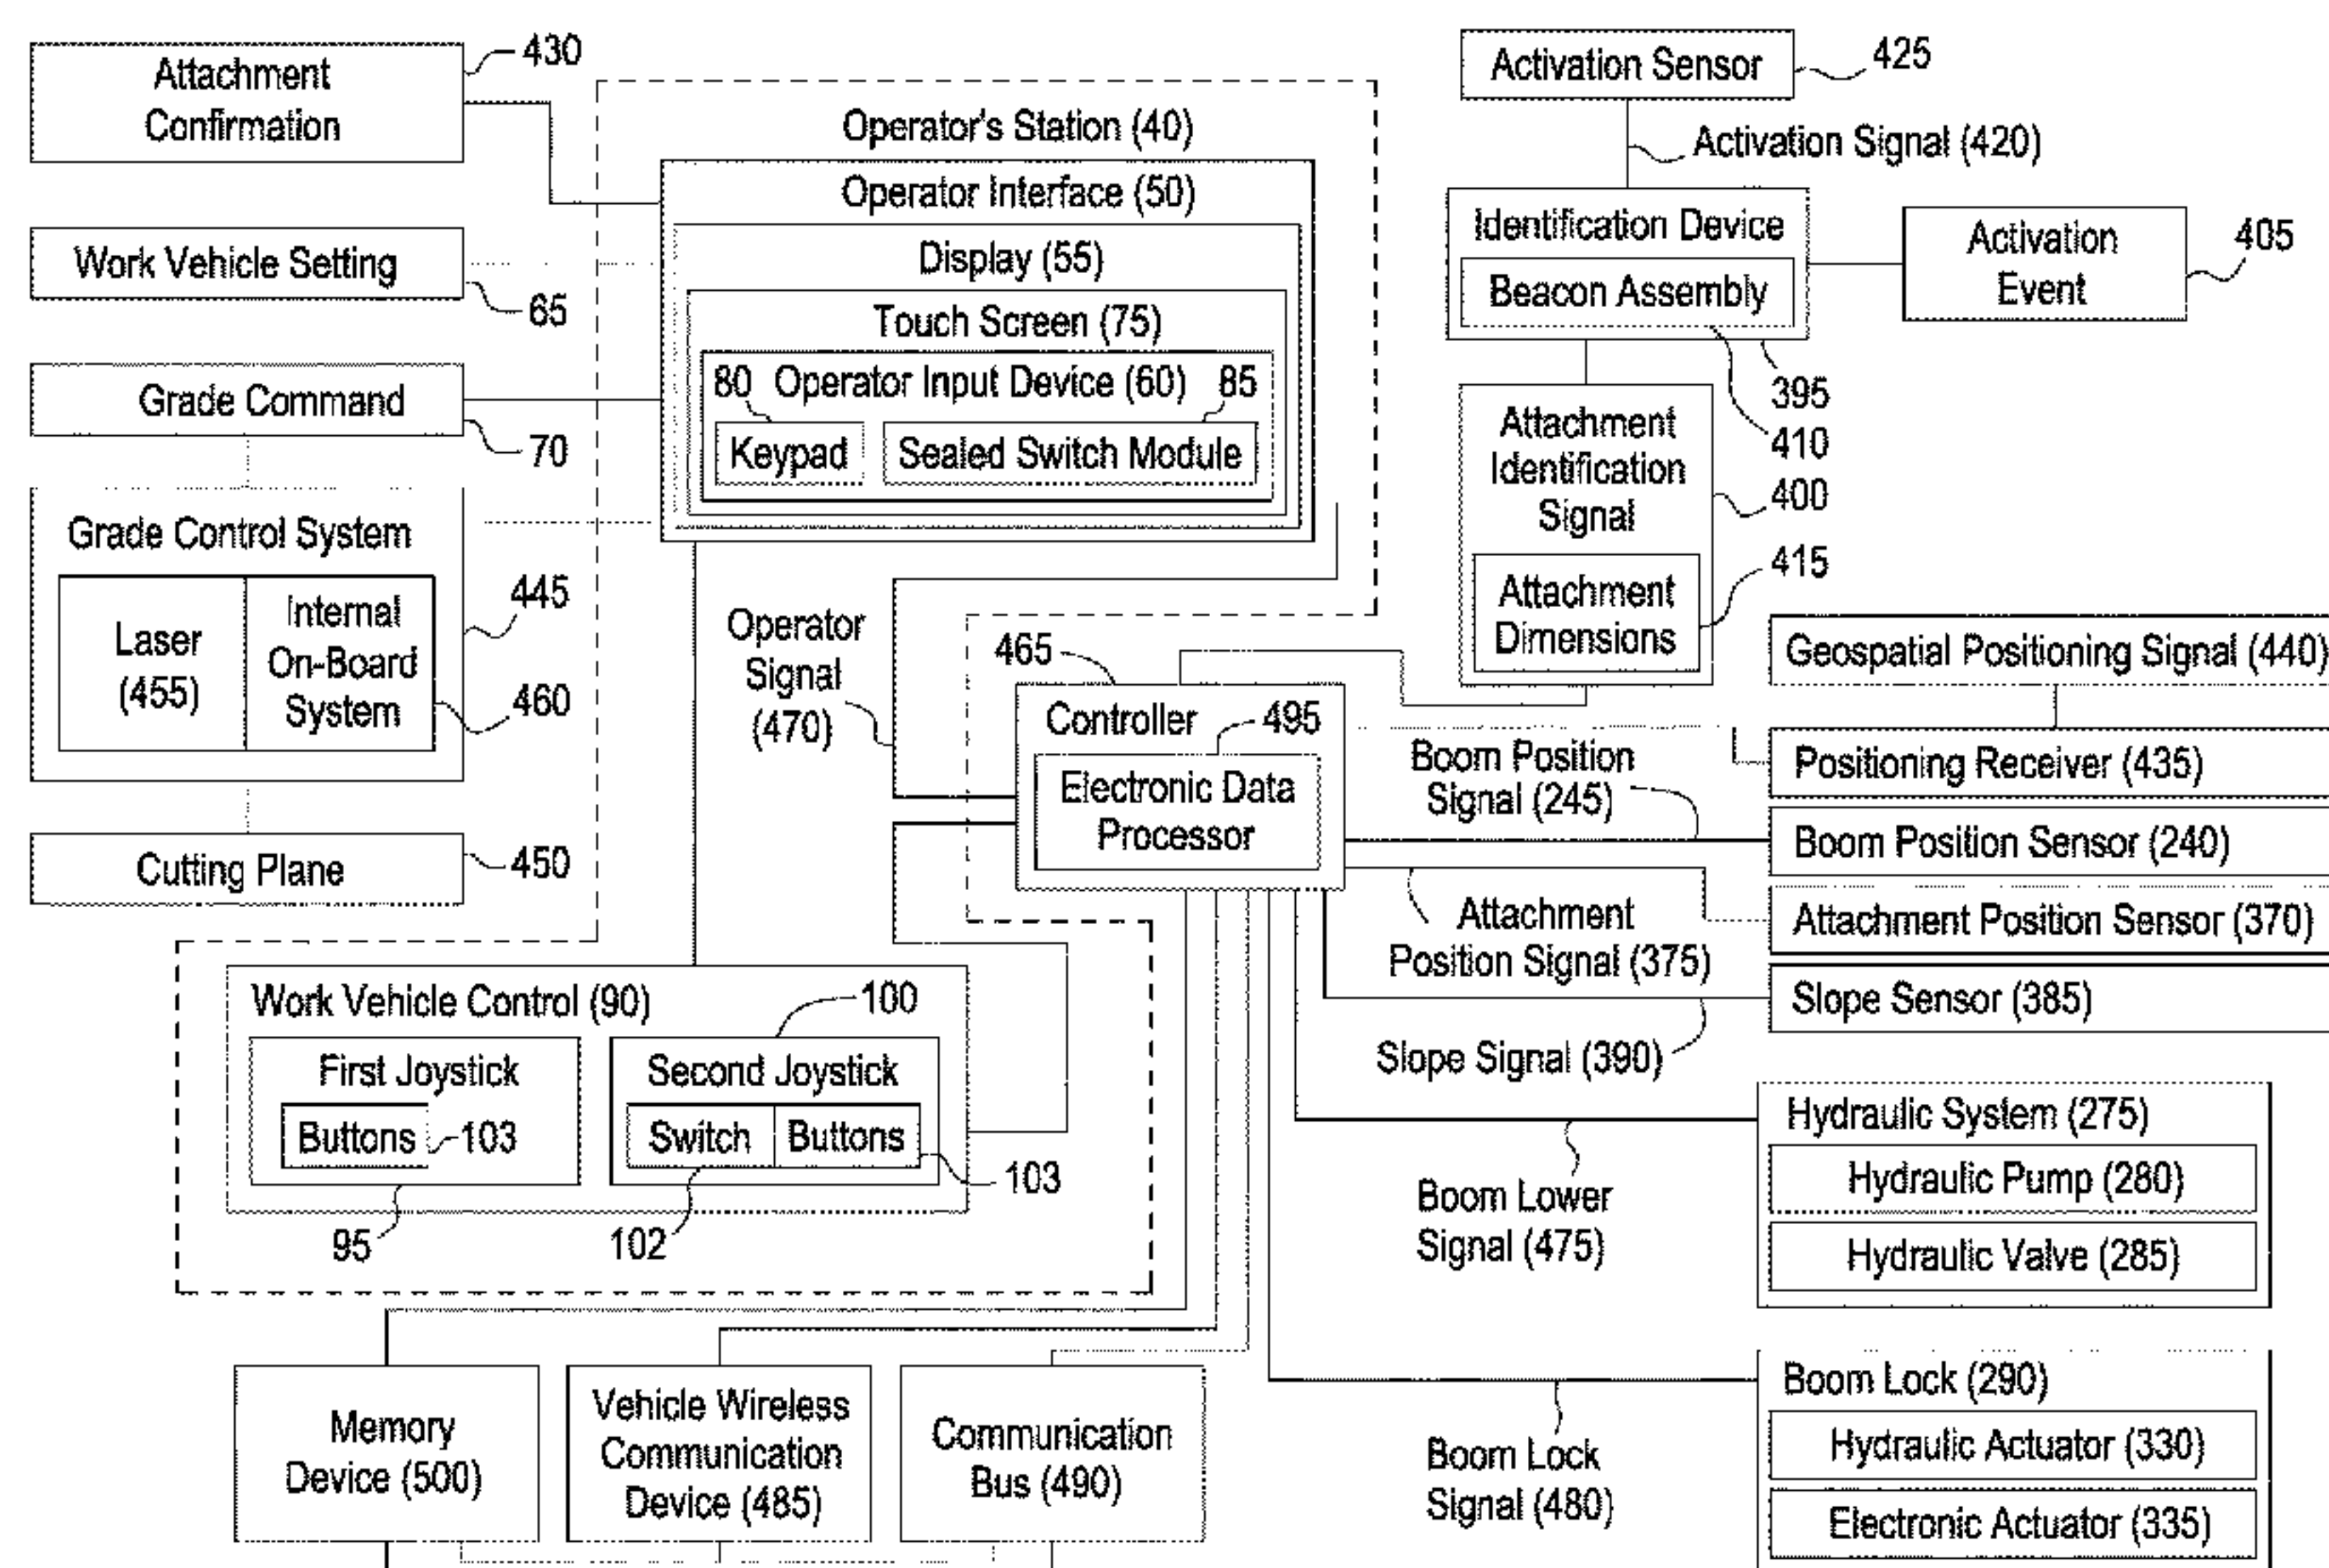 Attachment
Confirmation
430
Work Vehicle Setting
65
Grade Command
70
Grade Control System
Laser
(455)
Internal
On-Board
System
445
460
Cutting Plane
450
Operator's Station (40)
Operator Interface (50)
Display (55)
Touch Screen (75)
80 Operator Input Device (60) 85
Keypad
Sealed Switch Module
Activation Sensor
425
Activation Signal (420)
Identification Device
Beacon Assembly
Activation
Event
405
395
410
Attachment
Identification
Signal
400
Attachment
Dimensions
415
Operator
Signal
(470)
465
Controller
495
Electronic Data
Processor
Geospatial Positioning Signal (440)
Positioning Receiver (435)
Boom Position
Signal (245)
Boom Position Sensor (240)
Attachment
Position Signal (375)
Attachment Position Sensor (370)
Slope Sensor (385)
Slope Signal (390)
Work Vehicle Control (90)
100
First Joystick
Buttons
103
95
Second Joystick
Switch
Buttons
103
102
Boom Lower
Signal (475)
Hydraulic System (275)
Hydraulic Pump (280)
Hydraulic Valve (285)
Memory
Device (500)
Vehicle Wireless
Communication
Device (485)
Communication
Bus (490)
Boom Lock
Signal (480)
Boom Lock (290)
Hydraulic Actuator (330)
Electronic Actuator (335)